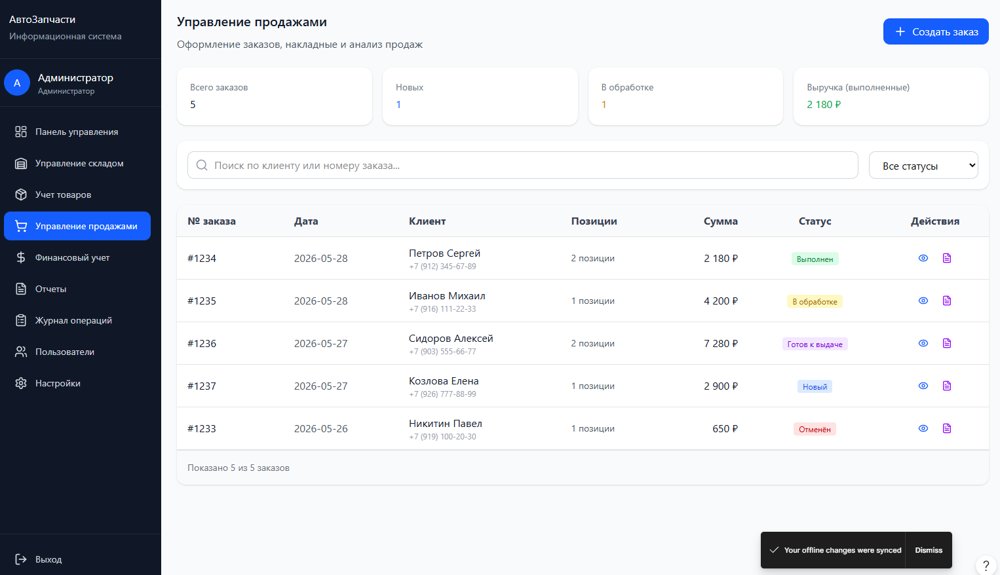 АвтоЗапчасти
Информационная система
А
Администратор
Администратор
Панель управления
Управление складом
Учет товаров
Управление продажами
Финансовый учет
Отчеты
Журнал операций
Пользователи
Настройки
Выход
Управление продажами
Оформление заказов, накладные и анализ продаж
Создать заказ
Всего заказов
5
Новых
1
В обработке
1
Выручка (выполненные)
2 180 ₽
Поиск по клиенту или номеру заказа...
Все статусы
№ заказа Дата Клиент Позиции Сумма Статус Действия
#1234 2026-05-28 Петров Сергей 2 позиции 2 180 ₽ Выполнен
+7 (912) 345-67-89
#1235 2026-05-28 Иванов Михаил 1 позиции 4 200 ₽ В обработке
+7 (916) 111-22-33
#1236 2026-05-27 Сидоров Алексей 2 позиции 7 280 ₽ Готов к выдаче
+7 (903) 555-66-77
#1237 2026-05-27 Козлова Елена 1 позиции 2 900 ₽ Новый
+7 (926) 777-88-99
#1233 2026-05-26 Никитин Павел 1 позиции 650 ₽ Отменён
+7 (919) 100-20-30
Показано 5 из 5 заказов
Your offline changes were synced Dismiss
?